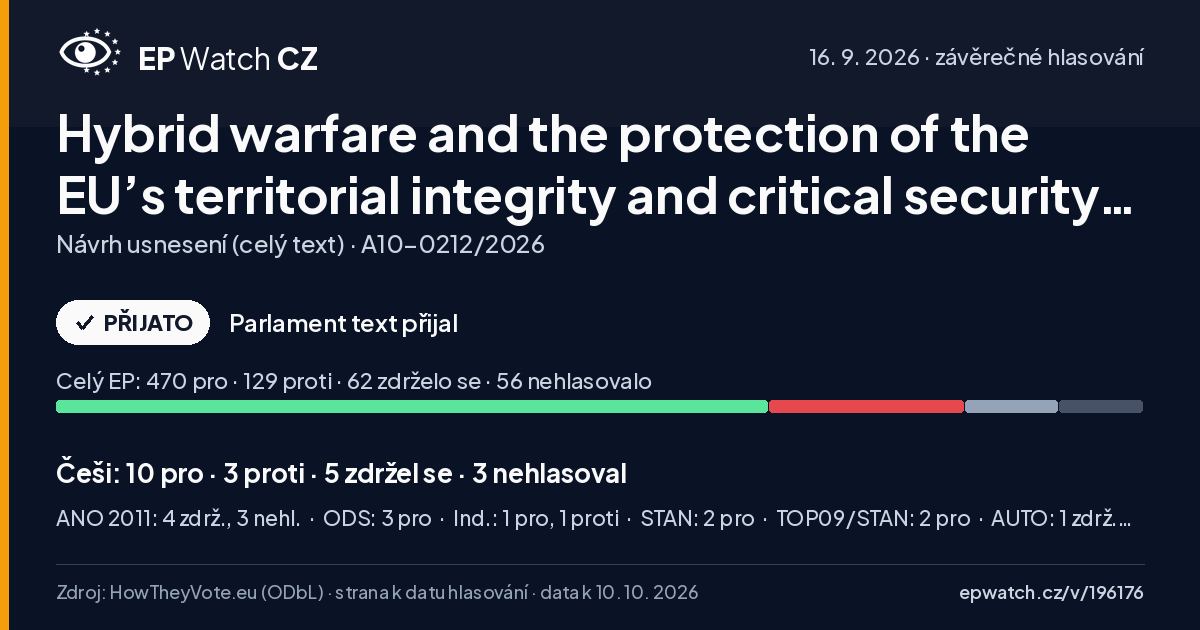 EP Watch CZ
16. 9. 2026 · závěrečné hlasování
Hybrid warfare and the protection of the
EU’s territorial integrity and critical security…
Návrh usnesení (celý text) · A10–0212/2026
✓ PŘIJATO
Parlament text přijal
Celý EP: 470 pro · 129 proti · 62 zdrželo se · 56 nehlasovalo
Češi: 10 pro · 3 proti · 5 zdržel se · 3 nehlasoval
ANO 2011: 4 zdrž., 3 nehl. · ODS: 3 pro · Ind.: 1 pro, 1 proti · STAN: 2 pro · TOP09/STAN: 2 pro · AUTO: 1 zdrž.…
Zdroj: HowTheyVote.eu (ODbL) · strana k datu hlasování · data k 10. 10. 2026
epwatch.cz/v/196176